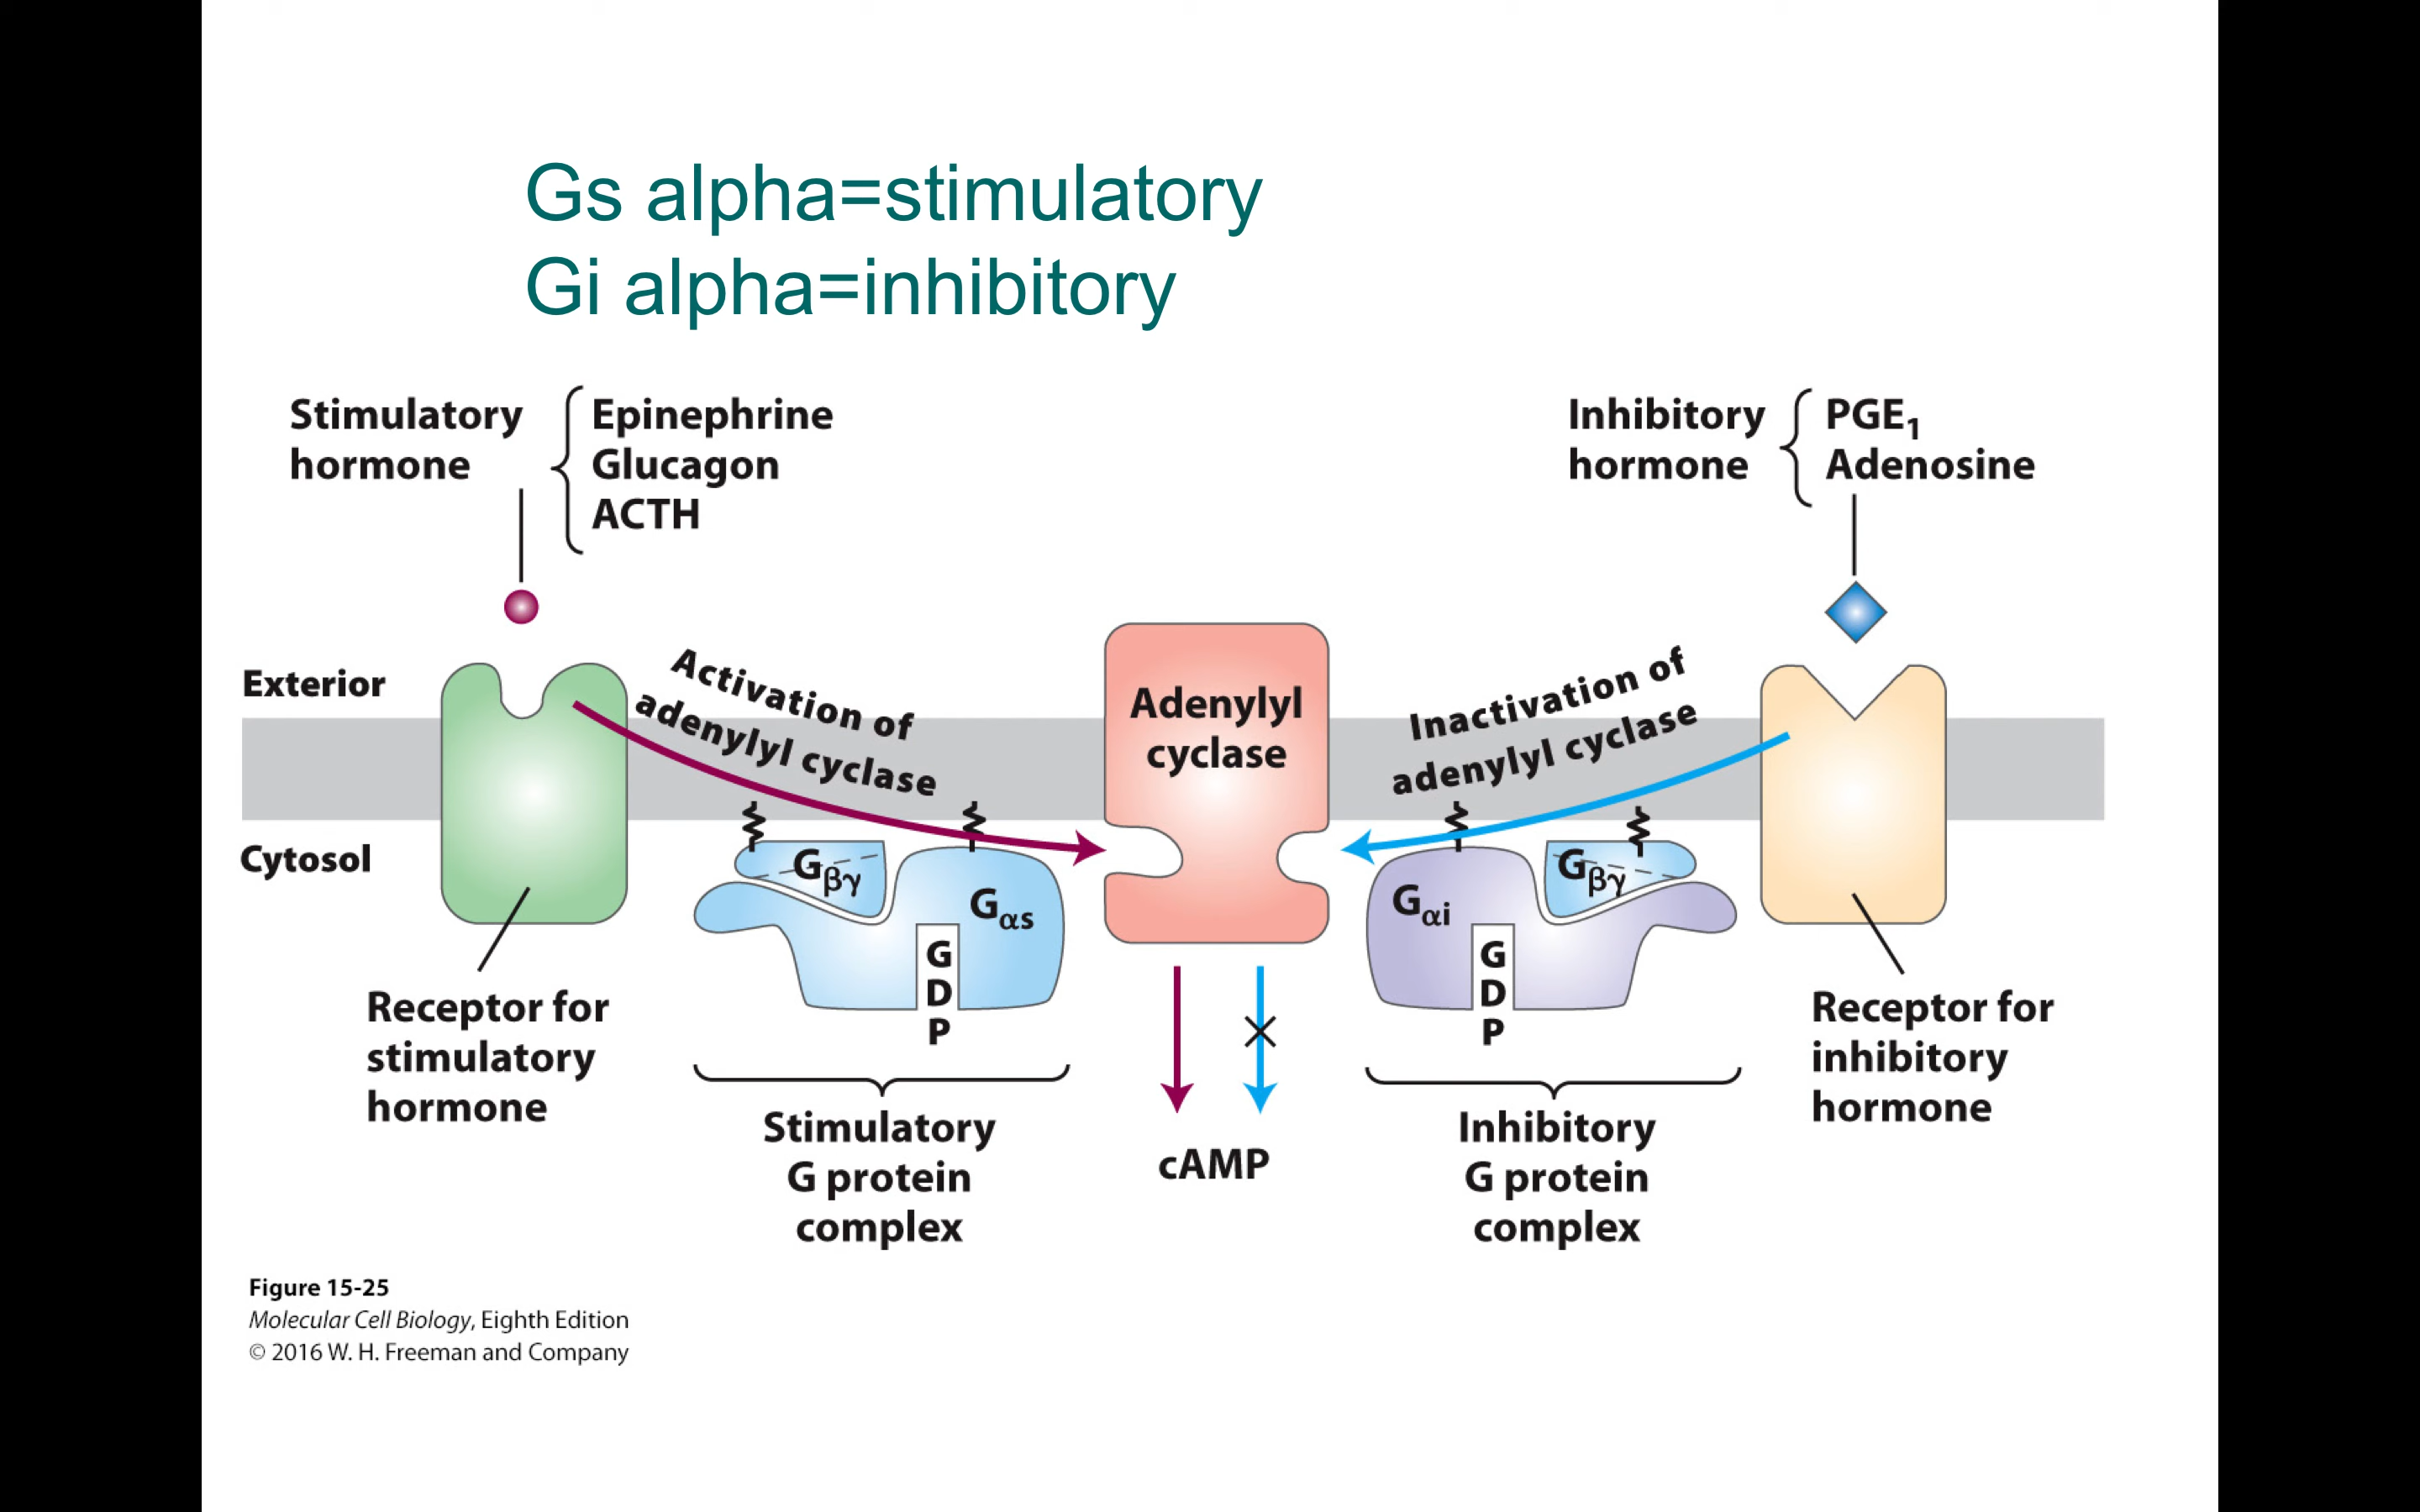 Gs alpha=stimulatory
Gi alpha=inhibitory
Stimulatory
hormone
Epinephrine
Glucagon
ACTH
Inhibitory
hormone
PGE₁
Adenosine
Exterior
Cytosol
Activation of
adenylyl cyclase
Adenylyl
cyclase
Inactivation of
adenylyl cyclase
Gβγ
Gαs
GDP
Gαi
Gβγ
GDP
Receptor for
stimulatory
hormone
Stimulatory
G protein
complex
cAMP
Inhibitory
G protein
complex
Receptor for
inhibitory
hormone
Figure 15-25
Molecular Cell Biology, Eighth Edition
© 2016 W. H. Freeman and Company